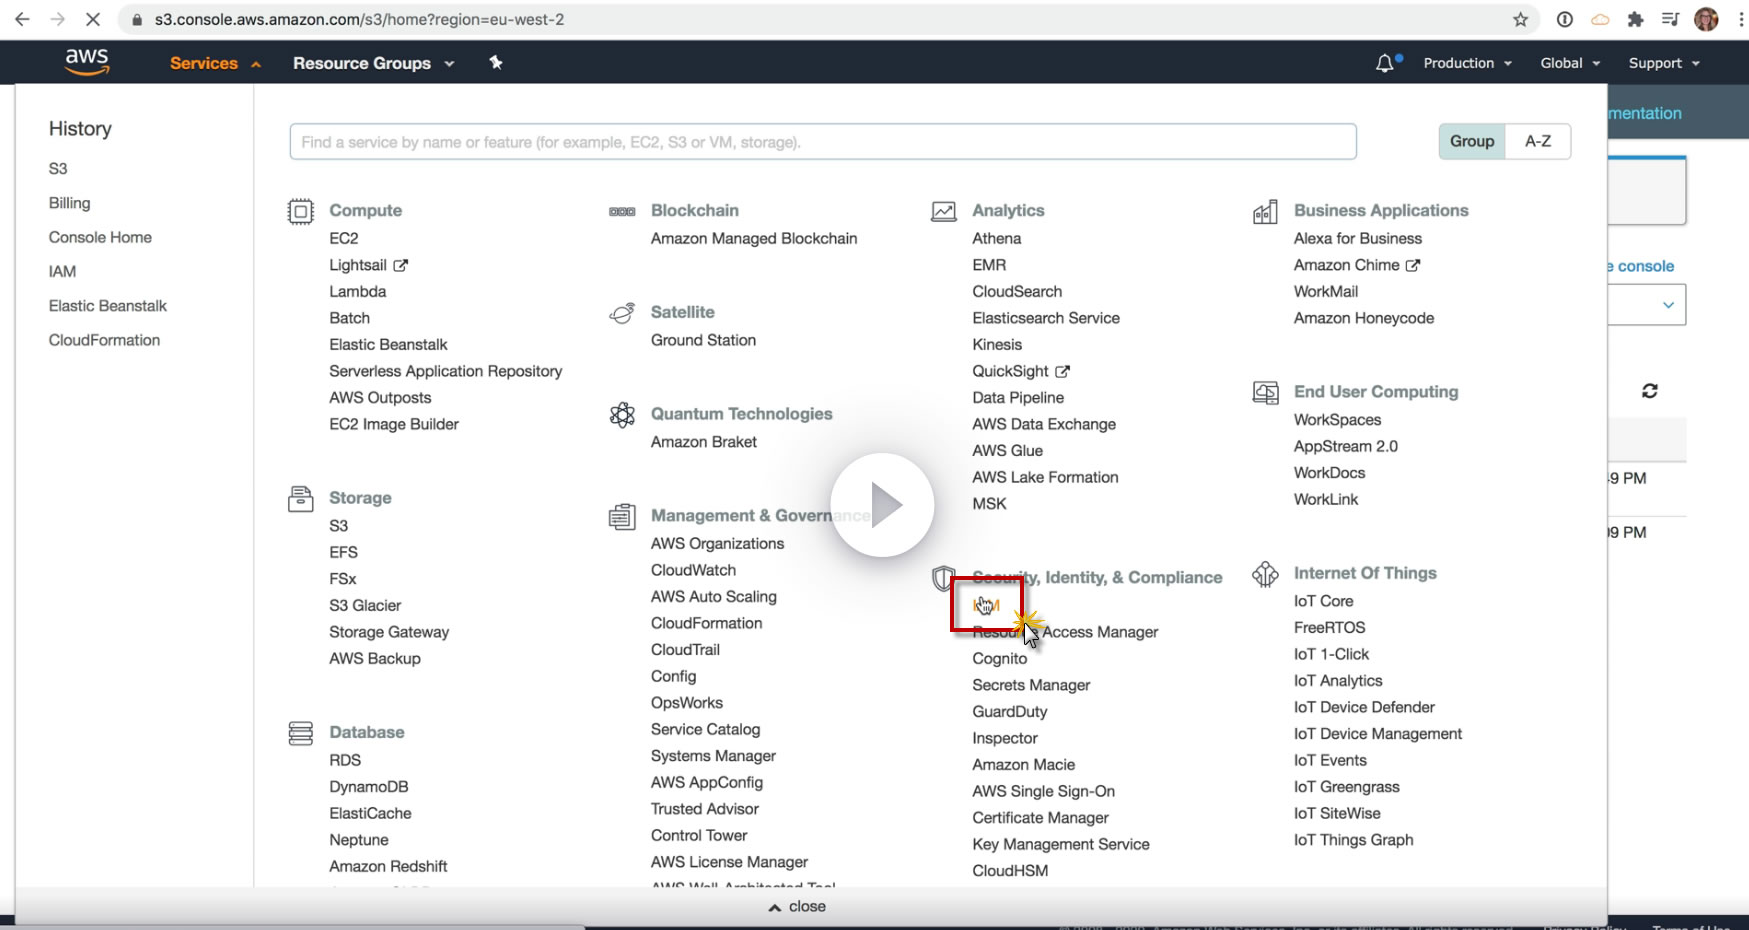 s3.console.aws.amazon.com/s3/home?region=eu-west-2
aws
Services
Resource Groups
Production
Global
Support
mentation
e console
9 PM
9 PM
History
S3
Billing
Console Home
IAM
Elastic Beanstalk
CloudFormation
Find a service by name or feature (for example, EC2, S3 or VM, storage).
Group
A-Z
Compute
EC2
Lightsail
Lambda
Batch
Elastic Beanstalk
Serverless Application Repository
AWS Outposts
EC2 Image Builder
Storage
S3
EFS
FSx
S3 Glacier
Storage Gateway
AWS Backup
Database
RDS
DynamoDB
ElastiCache
Neptune
Amazon Redshift
Blockchain
Amazon Managed Blockchain
Satellite
Ground Station
Quantum Technologies
Amazon Braket
Management & Governance
AWS Organizations
CloudWatch
AWS Auto Scaling
CloudFormation
CloudTrail
Config
OpsWorks
Service Catalog
Systems Manager
AWS AppConfig
Trusted Advisor
Control Tower
AWS License Manager
AWS Well-Architected Tool
Analytics
Athena
EMR
CloudSearch
Elasticsearch Service
Kinesis
QuickSight
Data Pipeline
AWS Data Exchange
AWS Glue
AWS Lake Formation
MSK
Security, Identity, & Compliance
IAM
Resource Access Manager
Cognito
Secrets Manager
GuardDuty
Inspector
Amazon Macie
AWS Single Sign-On
Certificate Manager
Key Management Service
CloudHSM
Business Applications
Alexa for Business
Amazon Chime
WorkMail
Amazon Honeycode
End User Computing
WorkSpaces
AppStream 2.0
WorkDocs
WorkLink
Internet Of Things
IoT Core
FreeRTOS
IoT 1-Click
IoT Analytics
IoT Device Defender
IoT Device Management
IoT Events
IoT Greengrass
IoT SiteWise
IoT Things Graph
close
Privacy Policy
Terms of Use